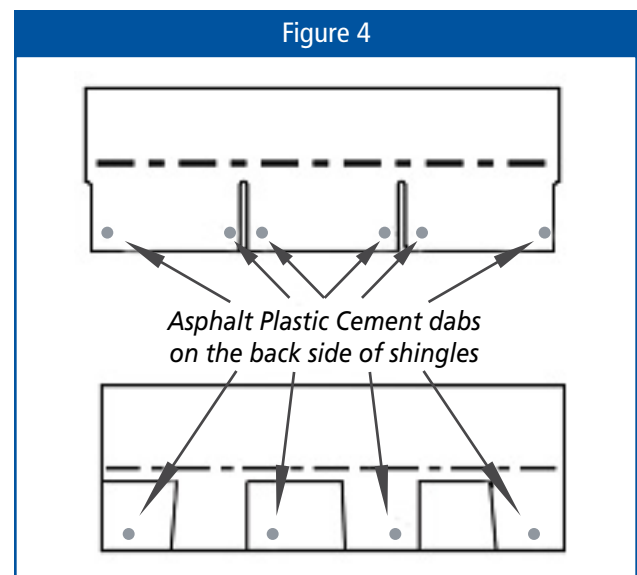 Figure 4
Asphalt Plastic Cement dabs
on the back side of shingles